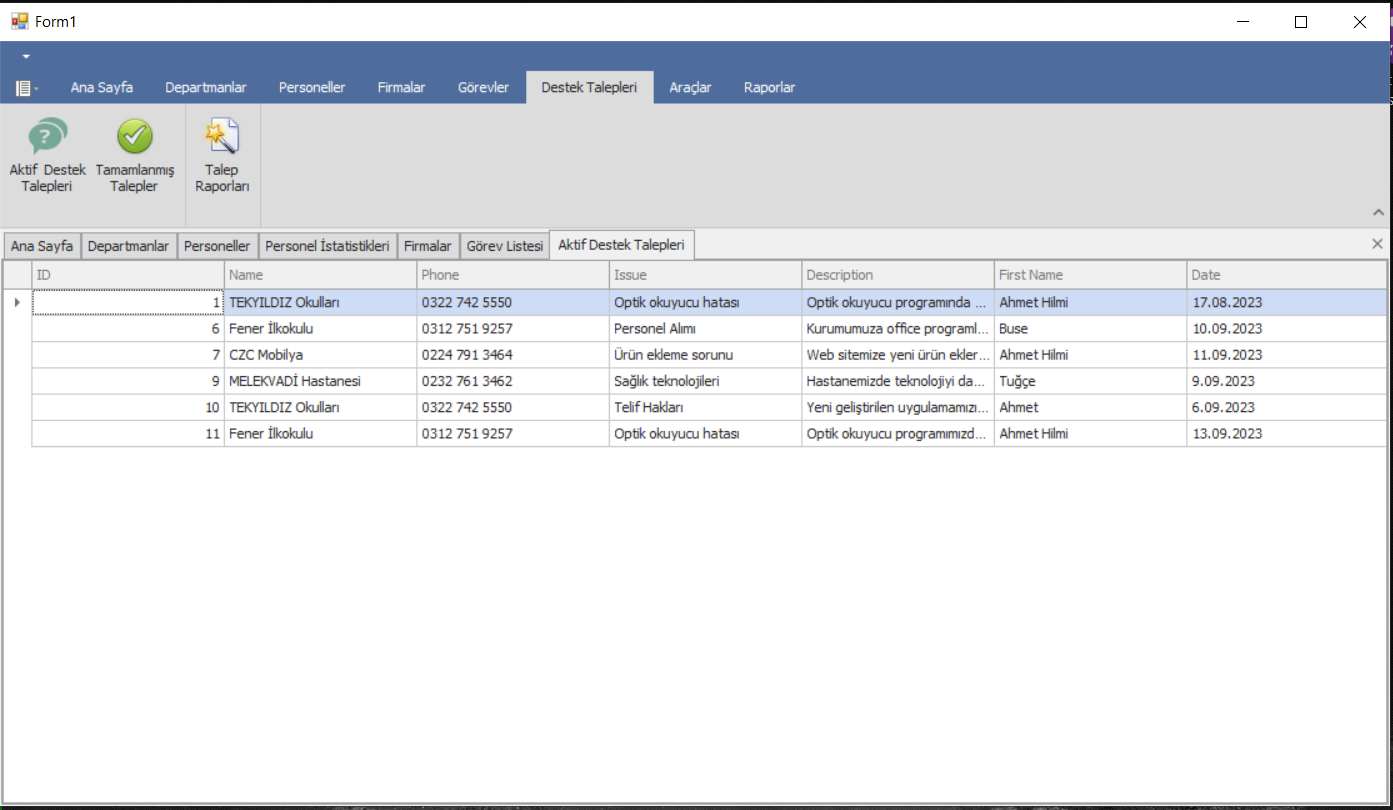 Form1
Ana Sayfa Departmanlar Personeller Firmalar Görevler Destek Talepleri Araçlar Raporlar
Aktif Destek Talepleri Tamamlanmış Talepler Talep Raporları
Ana Sayfa Departmanlar Personeller Personel İstatistikleri Firmalar Görev Listesi Aktif Destek Talepleri
ID Name Phone Issue Description First Name Date
1 TEKYILDIZ Okulları 0322 742 5550 Optik okuyucu hatası Optik okuyucu programında ... Ahmet Hilmi 17.08.2023
6 Fener İlkokulu 0312 751 9257 Personel Alımı Kurumumuza office programl... Buse 10.09.2023
7 CZC Mobilya 0224 791 3464 Ürün ekleme sorunu Web sitemize yeni ürün ekler... Ahmet Hilmi 11.09.2023
9 MELEKVADİ Hastanesi 0232 761 3462 Sağlık teknolojileri Hastanemizde teknolojiyi da... Tuğçe 9.09.2023
10 TEKYILDIZ Okulları 0322 742 5550 Telif Hakları Yeni geliştirilen uygulamamızı... Ahmet 6.09.2023
11 Fener İlkokulu 0312 751 9257 Optik okuyucu hatası Optik okuyucu programımızd... Ahmet Hilmi 13.09.2023